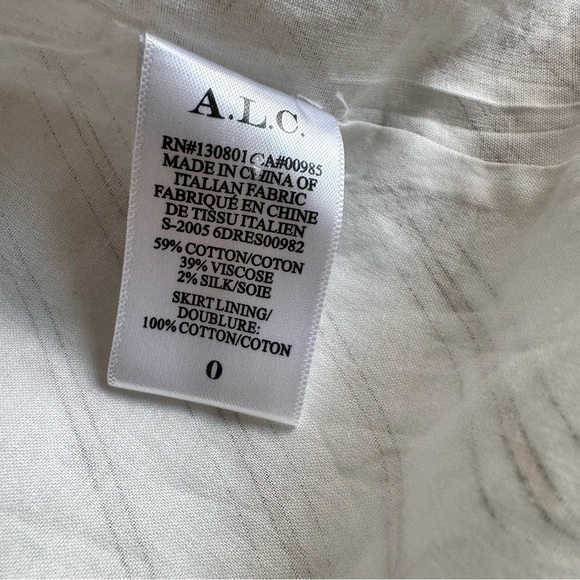 A.L.C.
RN#130801 CA#00985
MADE IN CHINA OF
ITALIAN FABRIC
FABRIQUÉ EN CHINE
DE TISSU ITALIEN
S-2005 6DRES00982
59% COTTON/COTON
39% VISCOSE
2% SILK/SOIE
SKIRT LINING/
DOUBLURE:
100% COTTON/COTON
0